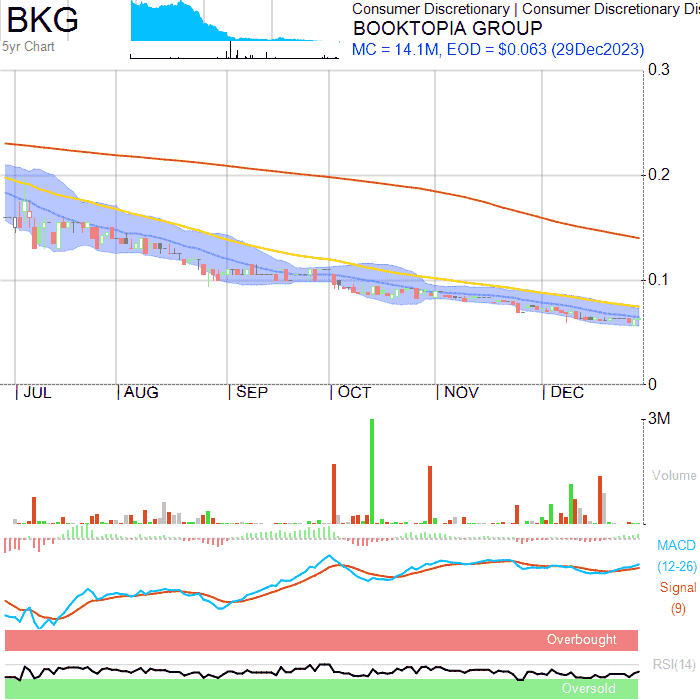 BKG
5yr Chart
Consumer Discretionary | Consumer Discretionary Dis
BOOKTOPIA GROUP
MC = 14.1M, EOD = $0.063 (29Dec2023)
0.3
0.2
0.1
0
JUL
AUG
SEP
OCT
NOV
DEC
3M
Volume
MACD
(12-26)
Signal
(9)
Overbought
RSI(14)
Oversold